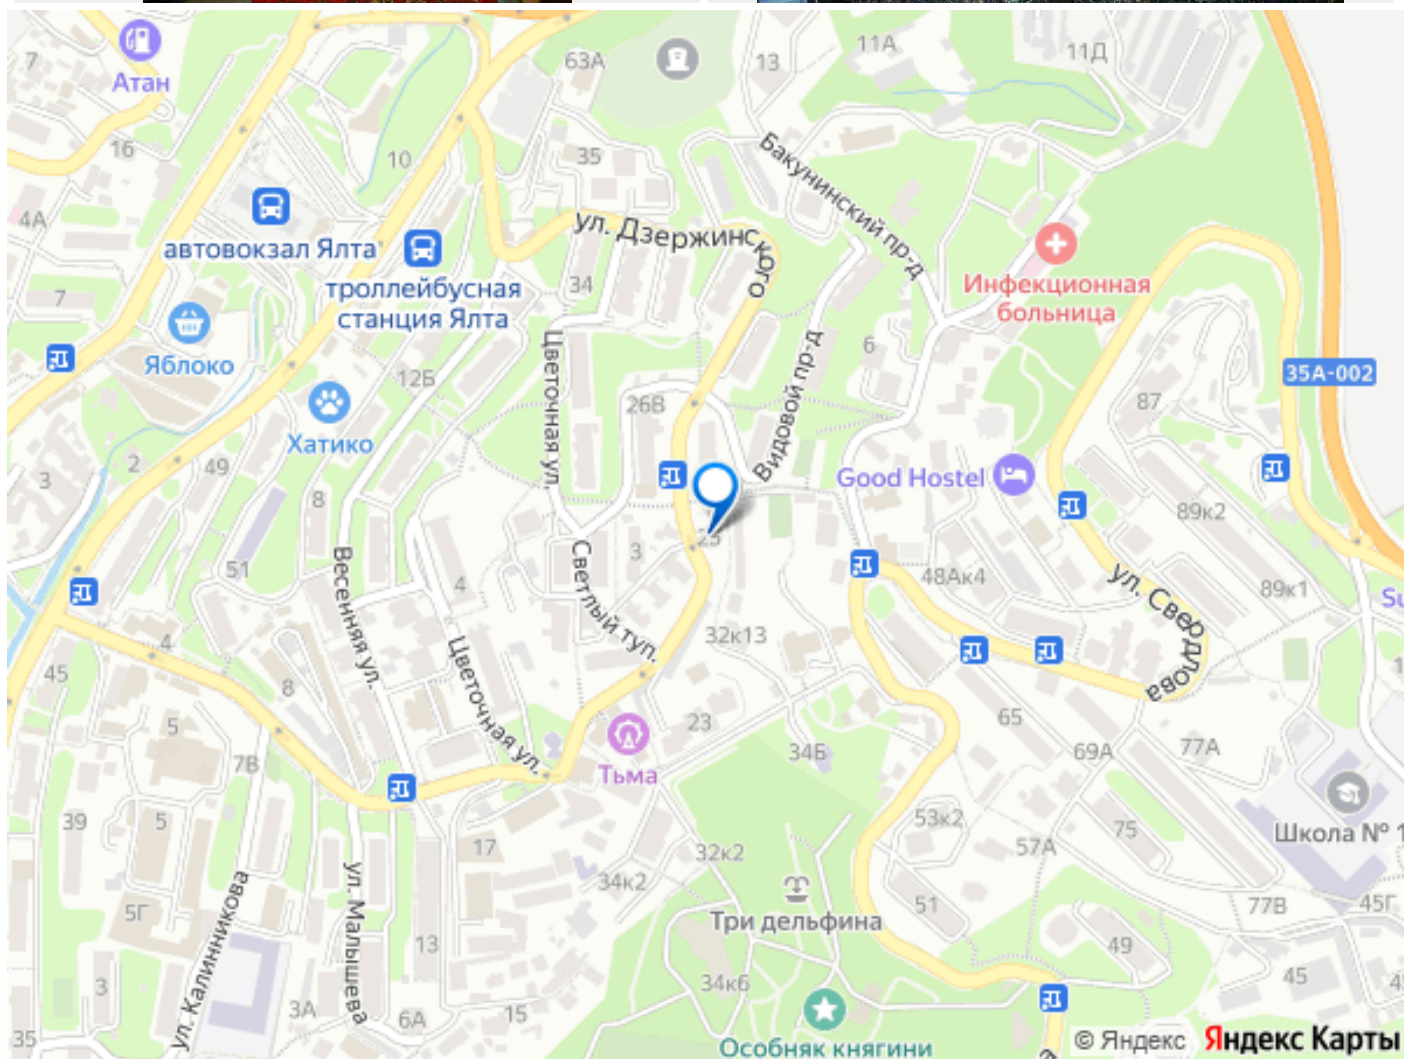 7
Атан
16
4А
7
автовокзал Ялта
10
63А
13
11А
11Д
35
Бакунинский пр-д
ул. Дзержинского
34
троллейбусная
станция Ялта
Инфекционная
больница
Яблоко
12Б
Цветочная ул.
Видовой пр-д
6
35А-002
87
Хатико
26В
2
49
3
8
Good Hostel
89к2
51
Весенняя ул.
4
3
25
Светлый туп.
48Ак4
ул. Свердлова
89к1
Su
4
45
5
8
Цветочная ул.
32к13
23
Тьма
34Б
65
69А
77А
7В
39
5
17
32к2
34к2
53к2
57А
75
Школа № 1
5Г
ул. Калинникова
ул. Малышева
13
Три дельфина
51
49
77В
45Г
45
3
3А
6А
15
34к6
35
Особняк княгини
1
© Яндекс Яндекс Карты